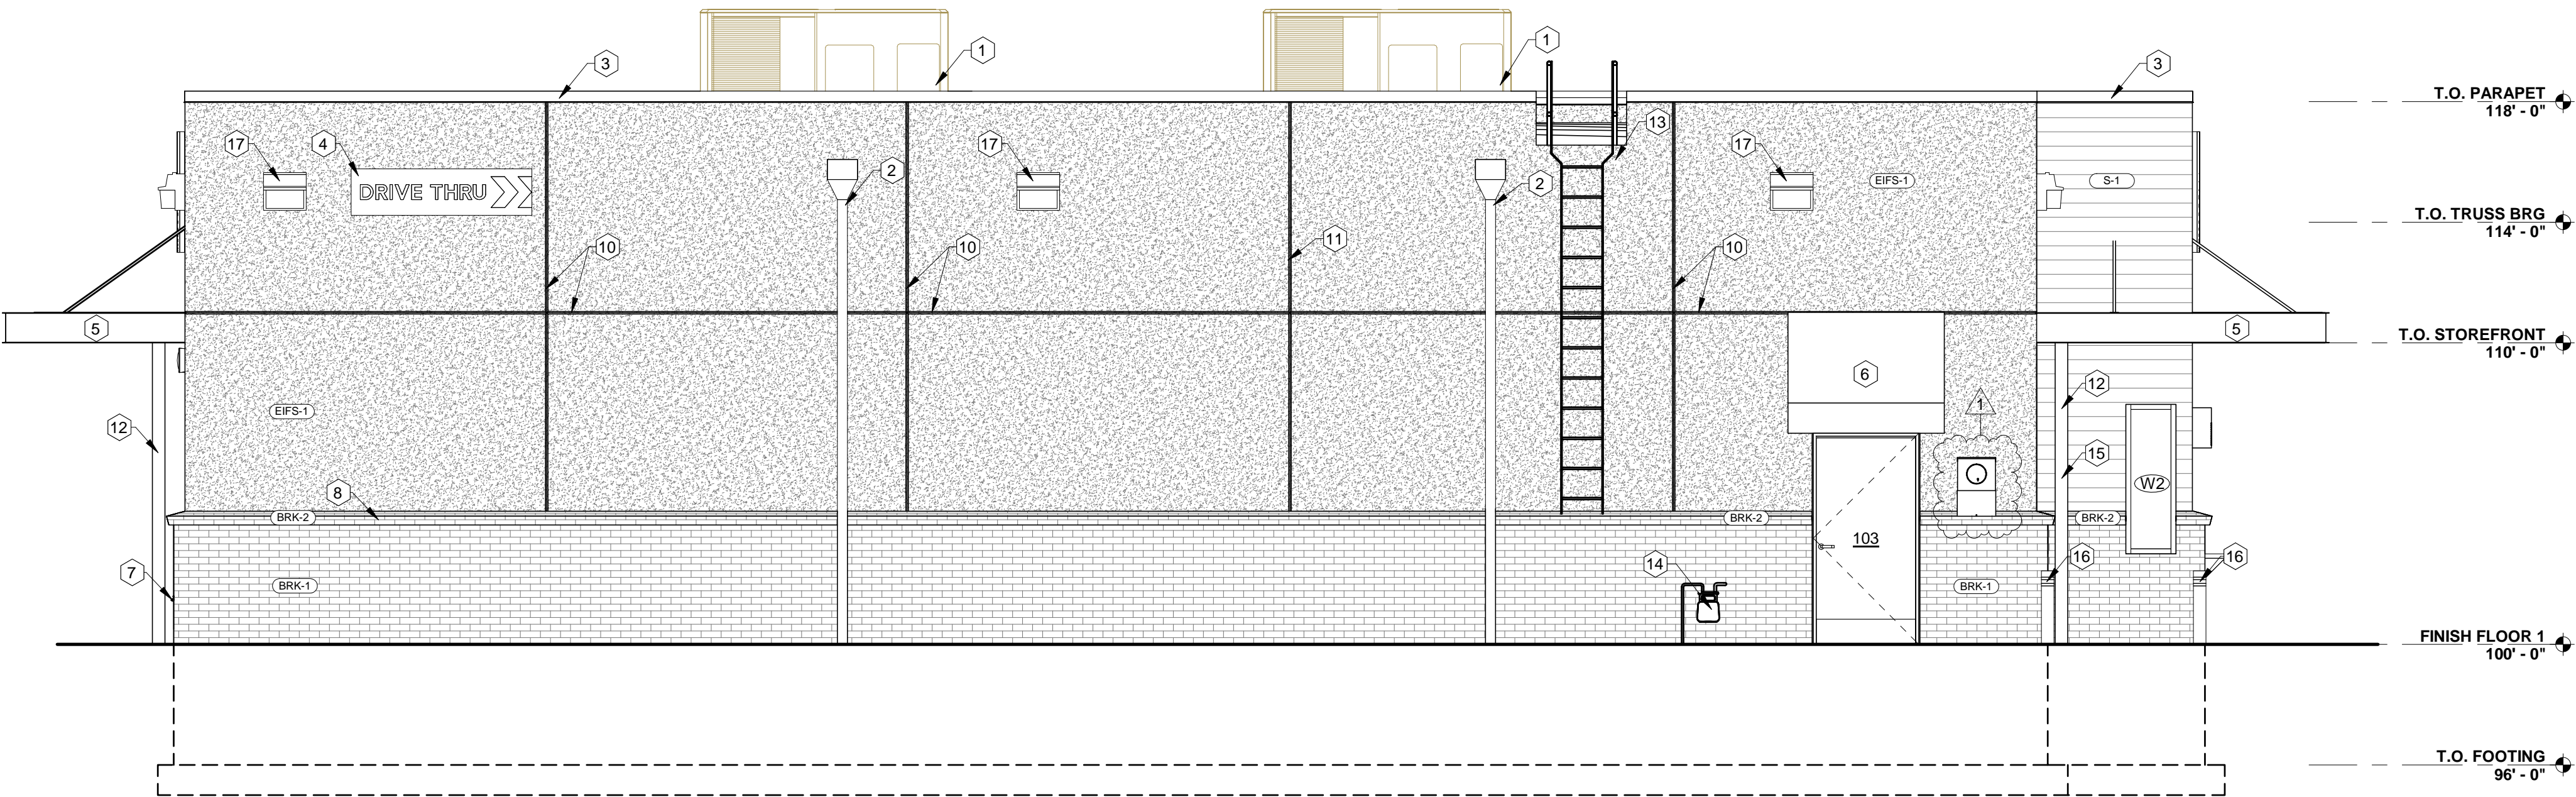 1
1
3
3
T.O. PARAPET
118' - 0"
13
17
4
17
17
DRIVE THRU
2
2
EIFS-1
S-1
T.O. TRUSS BRG
114' - 0"
10
10
11
10
5
5
T.O. STOREFRONT
110' - 0"
6
12
EIFS-1
1
12
15
W2
8
BRK-2
BRK-2
BRK-2
103
7
BRK-1
14
BRK-1
16
16
FINISH FLOOR 1
100' - 0"
T.O. FOOTING
96' - 0"